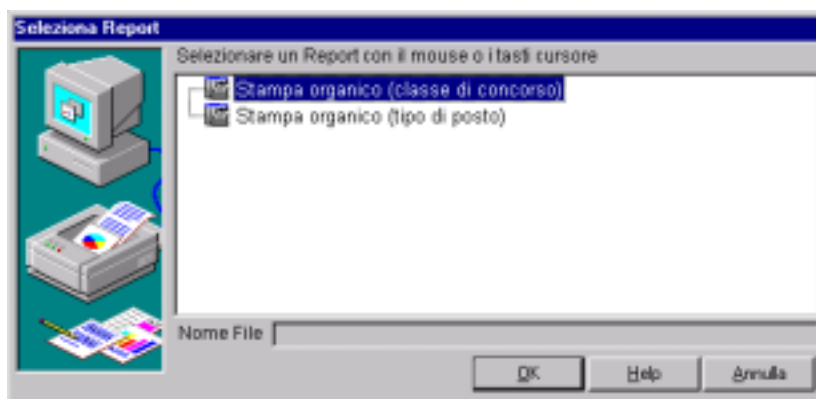 Seleziona Report
Selezionare un Report con il mouse o i tasti cursore
Stampa organico (classe di concorso)
Stampa organico (tipo di posto)
Nome File
OK Help Annulla